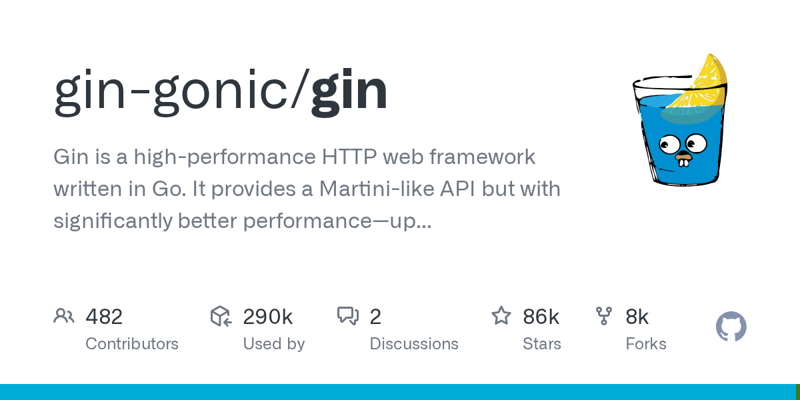 gin-gonic/gin
Gin is a high-performance HTTP web framework
written in Go. It provides a Martini-like API but with
significantly better performance—up...
482 290k 2 86k 8k
Contributors Used by Discussions Stars Forks